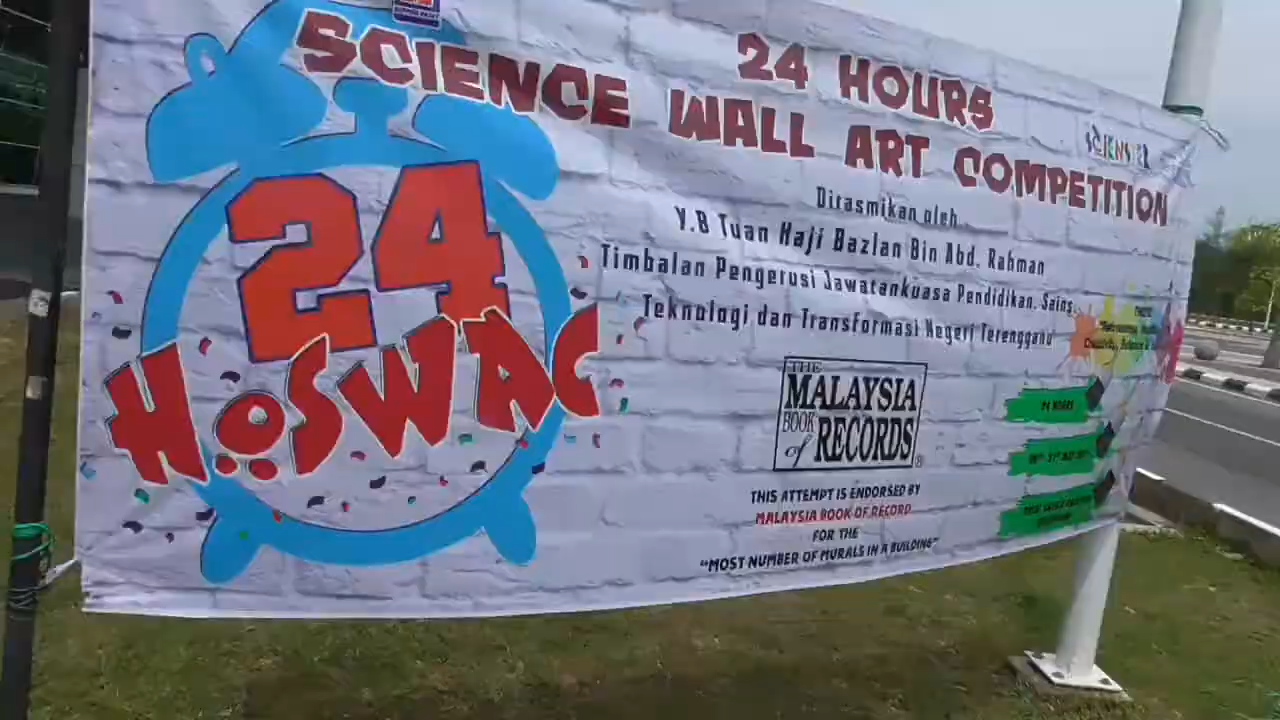 24 HOURS
SCIENCE WALL ART COMPETITION
24
HOSWAC
Dirasmikan oleh
Y.B Tuan Haji Bazlan Bin Abd. Rahman
Timbalan Pengerusi Jawatankuasa Pendidikan, Sains,
Teknologi dan Transformasi Negeri Terengganu
THE
MALAYSIA
BOOK
of RECORDS
THIS ATTEMPT IS ENDORSED BY
MALAYSIA BOOK OF RECORD
FOR THE
“MOST NUMBER OF MURALS IN A BUILDING”
24 HOURS